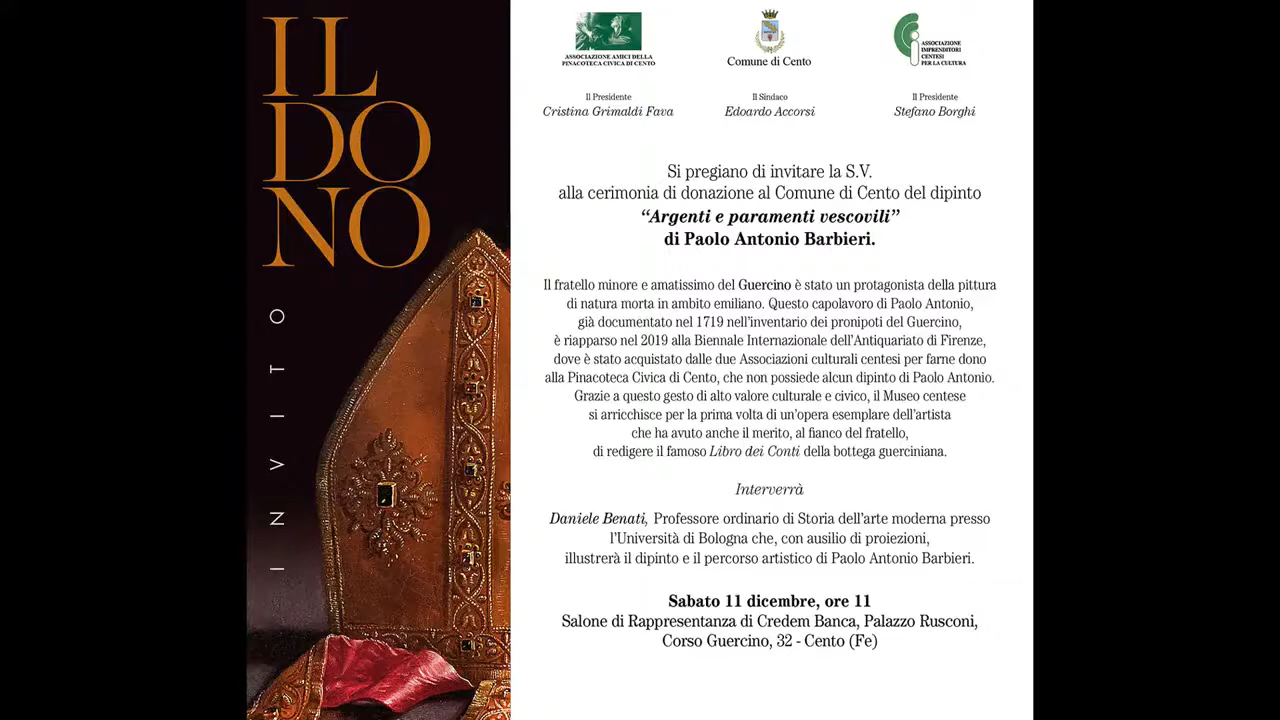 IL
DO
NO
INVITO
ASSOCIAZIONE AMICI DELLA
PINACOTECA CIVICA DI CENTO
Il Presidente
Cristina Grimaldi Fava
Comune di Cento
Il Sindaco
Edoardo Accorsi
ASSOCIAZIONE
IMPRENDITORI
CENTESI
PER LA CULTURA
Il Presidente
Stefano Borghi
Si pregiano di invitare la S.V.
alla cerimonia di donazione al Comune di Cento del dipinto
“Argenti e paramenti vescovili”
di Paolo Antonio Barbieri.
Il fratello minore e amatissimo del Guercino è stato un protagonista della pittura
di natura morta in ambito emiliano. Questo capolavoro di Paolo Antonio,
già documentato nel 1719 nell’inventario dei pronipoti del Guercino,
è riapparso nel 2019 alla Biennale Internazionale dell’Antiquariato di Firenze,
dove è stato acquistato dalle due Associazioni culturali centesi per farne dono
alla Pinacoteca Civica di Cento, che non possiede alcun dipinto di Paolo Antonio.
Grazie a questo gesto di alto valore culturale e civico, il Museo centese
si arricchisce per la prima volta di un’opera esemplare dell’artista
che ha avuto anche il merito, al fianco del fratello,
di redigere il famoso Libro dei Conti della bottega guerciniana.
Interverrà
Daniele Benati, Professore ordinario di Storia dell’arte moderna presso
l’Università di Bologna che, con ausilio di proiezioni,
illustrerà il dipinto e il percorso artistico di Paolo Antonio Barbieri.
Sabato 11 dicembre, ore 11
Salone di Rappresentanza di Credem Banca, Palazzo Rusconi,
Corso Guercino, 32 - Cento (Fe)